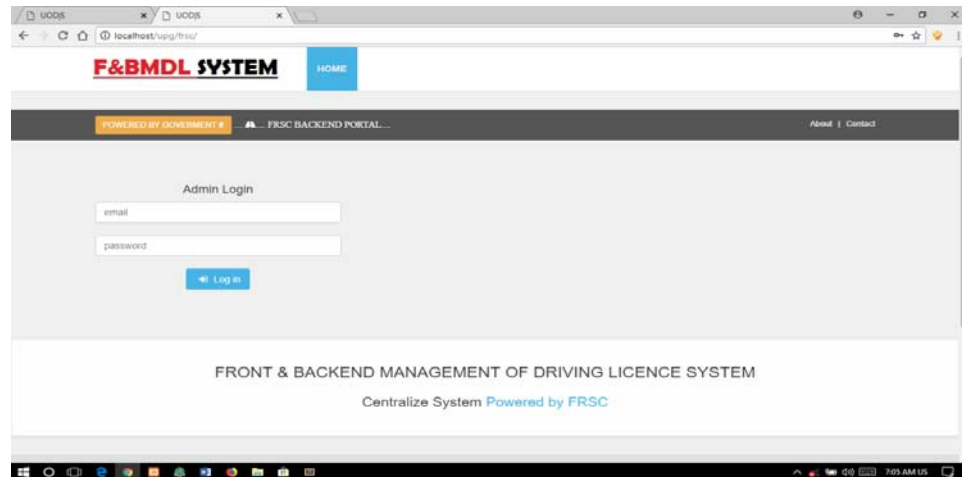 UODJS
UODJS
localhost/upg/frsc/
F&BMDL SYSTEM
HOME
POWERED BY GOVERMENT #
.... FRSC BACKEND PORTAL....
About | Contact
Admin Login
email
password
Log in
FRONT & BACKEND MANAGEMENT OF DRIVING LICENCE SYSTEM
Centralize System Powered by FRSC
7:05 AM US